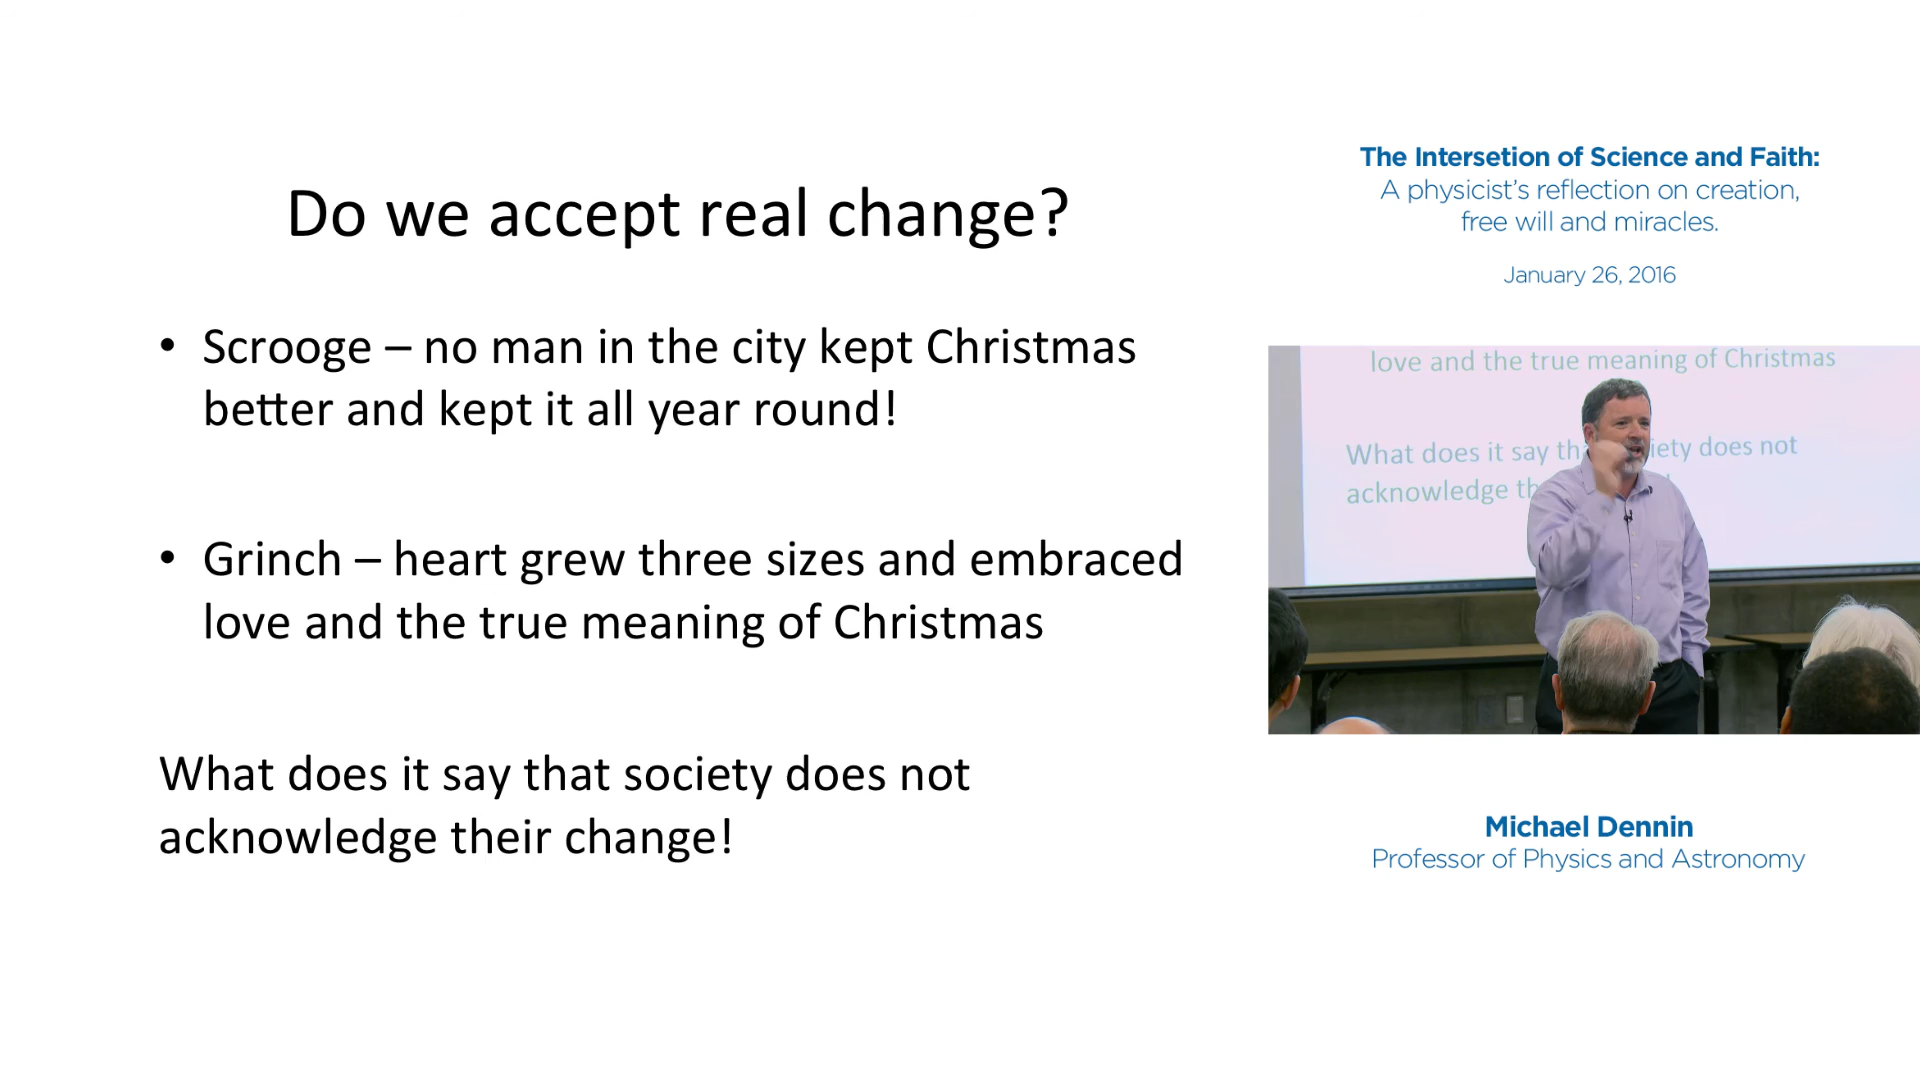 Do we accept real change?
• Scrooge – no man in the city kept Christmas
better and kept it all year round!
• Grinch – heart grew three sizes and embraced
love and the true meaning of Christmas
What does it say that society does not
acknowledge their change!
The Intersetion of Science and Faith:
A physicist's reflection on creation,
free will and miracles.
January 26, 2016
love and the true meaning of Christmas
What does it say th iety does not
acknowledge th
Michael Dennin
Professor of Physics and Astronomy